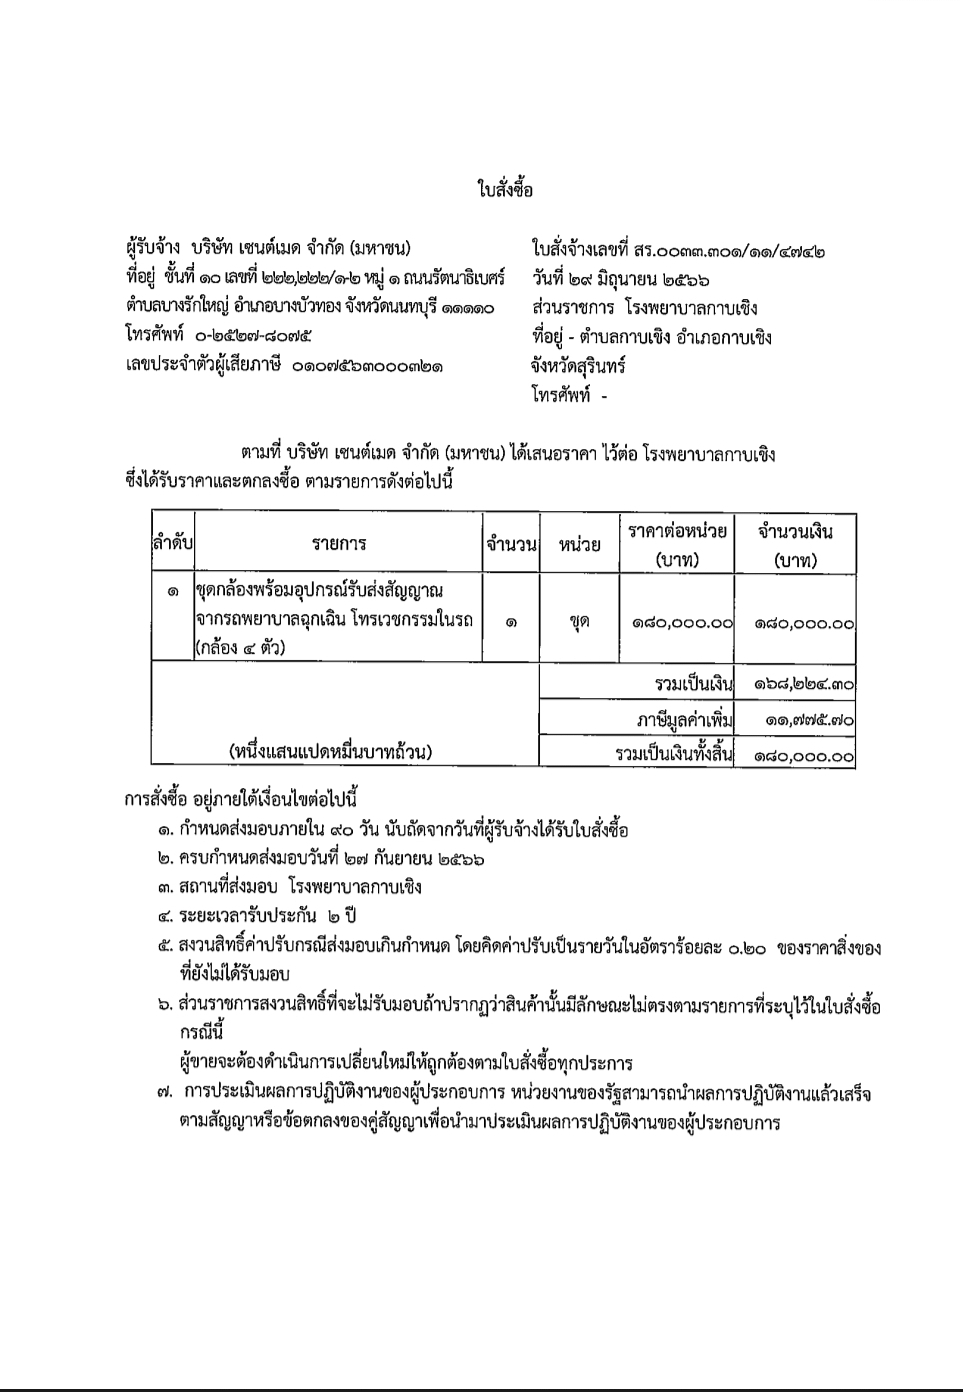 ใบสั่งซื้อ
ผู้รับจ้าง บริษัท เซนต์เมด จำกัด (มหาชน)
ที่อยู่ ชั้นที่ ๑๐ เลขที่ ๒๒๒,๒๒๒/๑-๒ หมู่ ๑ ถนนรัตนาธิเบศร์
ตำบลบางรักใหญ่ อำเภอบางบัวทอง จังหวัดนนทบุรี ๑๑๑๑๐
โทรศัพท์ ๐-๒๕๒๗-๘๐๗๕
เลขประจำตัวผู้เสียภาษี ๐๑๐๗๕๖๓๐๐๐๓๒๑
ใบสั่งจ้างเลขที่ สร.๐๐๓๓.๓๐๑/๑๑/๔๗๔๒
วันที่ ๒๙ มิถุนายน ๒๕๖๖
ส่วนราชการ โรงพยาบาลกาบเชิง
ที่อยู่ - ตำบลกาบเชิง อำเภอกาบเชิง
จังหวัดสุรินทร์
โทรศัพท์ -
ตามที่ บริษัท เซนต์เมด จำกัด (มหาชน) ได้เสนอราคา ไว้ต่อ โรงพยาบาลกาบเชิง
ซึ่งได้รับราคาและตกลงซื้อ ตามรายการดังต่อไปนี้
ลำดับ รายการ จำนวน หน่วย ราคาต่อหน่วย (บาท) จำนวนเงิน (บาท)
๑ ชุดกล้องพร้อมอุปกรณ์รับส่งสัญญาณ
จากรถพยาบาลฉุกเฉิน โทรเวชกรรมในรถ ๑ ชุด ๑๘๐,๐๐๐.๐๐ ๑๘๐,๐๐๐.๐๐
(กล้อง ๔ ตัว)
รวมเป็นเงิน ๑๖๘,๒๒๔.๓๐
ภาษีมูลค่าเพิ่ม ๑๑,๗๗๕.๗๐
(หนึ่งแสนแปดหมื่นบาทถ้วน) รวมเป็นเงินทั้งสิ้น ๑๘๐,๐๐๐.๐๐
การสั่งซื้อ อยู่ภายใต้เงื่อนไขต่อไปนี้
๑. กำหนดส่งมอบภายใน ๙๐ วัน นับถัดจากวันที่ผู้รับจ้างได้รับใบสั่งซื้อ
๒. ครบกำหนดส่งมอบวันที่ ๒๗ กันยายน ๒๕๖๖
๓. สถานที่ส่งมอบ โรงพยาบาลกาบเชิง
๔. ระยะเวลารับประกัน ๒ ปี
๕. สงวนสิทธิ์ค่าปรับกรณีส่งมอบเกินกำหนด โดยคิดค่าปรับเป็นรายวันในอัตราร้อยละ ๐.๒๐ ของราคาสิ่งของ
ที่ยังไม่ได้รับมอบ
๖. ส่วนราชการสงวนสิทธิ์ที่จะไม่รับมอบถ้าปรากฏว่าสินค้านั้นมีลักษณะไม่ตรงตามรายการที่ระบุไว้ในใบสั่งซื้อ
กรณีนี้
ผู้ขายจะต้องดำเนินการเปลี่ยนใหม่ให้ถูกต้องตามใบสั่งซื้อทุกประการ
๗. การประเมินผลการปฏิบัติงานของผู้ประกอบการ หน่วยงานของรัฐสามารถนำผลการปฏิบัติงานแล้วเสร็จ
ตามสัญญาหรือข้อตกลงของคู่สัญญาเพื่อนำมาประเมินผลการปฏิบัติงานของผู้ประกอบการ